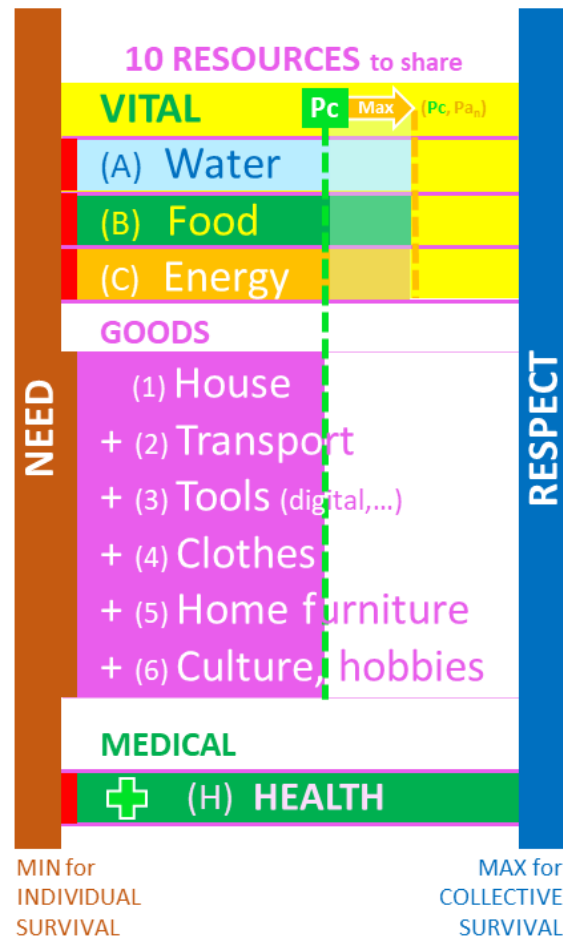 10 RESOURCES to share
VITAL
Pc
Max
(Pc, Paₙ)
(A) Water
(B) Food
(C) Energy
GOODS
(1) House
+ (2) Transport
+ (3) Tools (digital,...)
+ (4) Clothes
+ (5) Home furniture
+ (6) Culture, hobbies
MEDICAL
(H) HEALTH
NEED
RESPECT
MIN for
INDIVIDUAL
SURVIVAL
MAX for
COLLECTIVE
SURVIVAL